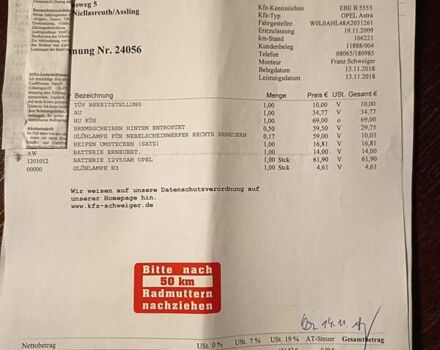 usweg 5
Niclasreuth/Assling
nung Nr. 24056
Kfz-Kennzeichen EBE B 5555
Kfz-Typ OPEL Astra
Fahrgestellnr. W0L0AHL48A2031261
Erstzulassung 19.11.2009
km-Stand 166221
Kundenbeleg 11888/004
Telefon 08065/180985
Monteur Franz Schweiger
Belegdatum 13.11.2018
Leistungsdatum 13.11.2018
Bezeichnung Menge Preis € USt. Gesamt €
TÜV BEREITSTELLUNG 1,00 10,00 V 10,00
AU 1,00 34,77 V 34,77
HU KÜS 1,00 69,00 o 69,00
BREMSSCHEIBEN HINTEN ENTROSTET 0,50 59,50 V 29,75
GLÜHLAMPE FÜR NEBELSCHEINWERFER RECHTS ERNEUERN 0,17 59,00 V 10,03
REIFEN UMSTECKEN (SATZ) 1,00 16,81 V 16,81
AW BATTERIE ERNEUERT. 1,00 14,00 V 14,00
1201012 BATTERIE 12V50AH OPEL 1,00 Stck 61,90 V 61,90
00000 GLÜHLAMPE H3 1,00 Stck 4,61 V 4,61
Wir weisen auf unsere Datenschutzverordnung auf
unserer Homepage hin.
www.kfz-schweiger.de
Bitte nach
50 km
Radmuttern
nachziehen
14.11.
Nettobetrag USt. 0 % USt. 7 % USt. 19 % AT-Steuer Gesamtbetrag